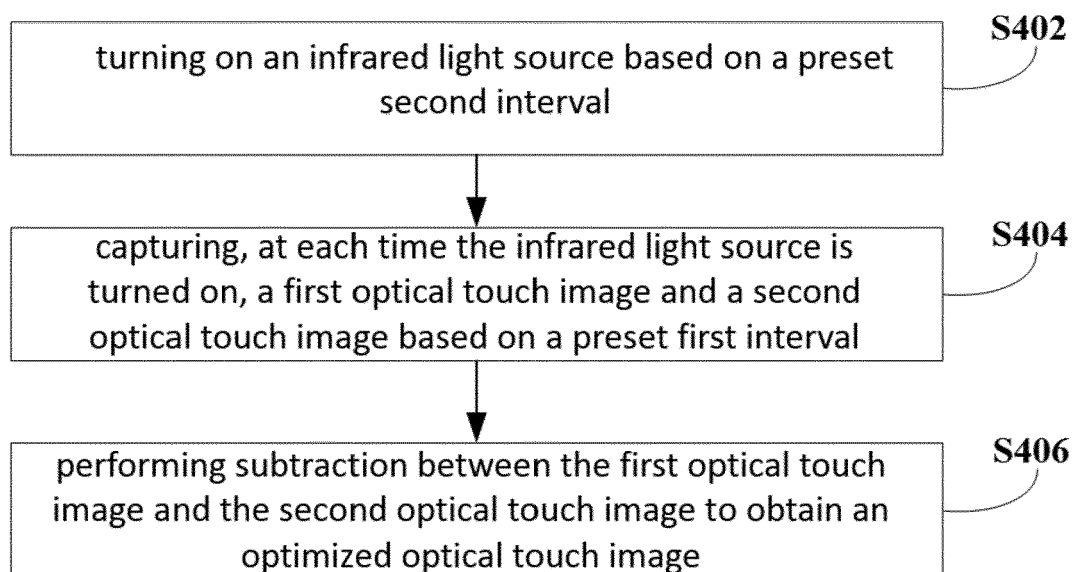 S402
turning on an infrared light source based on a preset
second interval
S404
capturing, at each time the infrared light source is
turned on, a first optical touch image and a second
optical touch image based on a preset first interval
S406
performing subtraction between the first optical touch
image and the second optical touch image to obtain an
optimized optical touch image